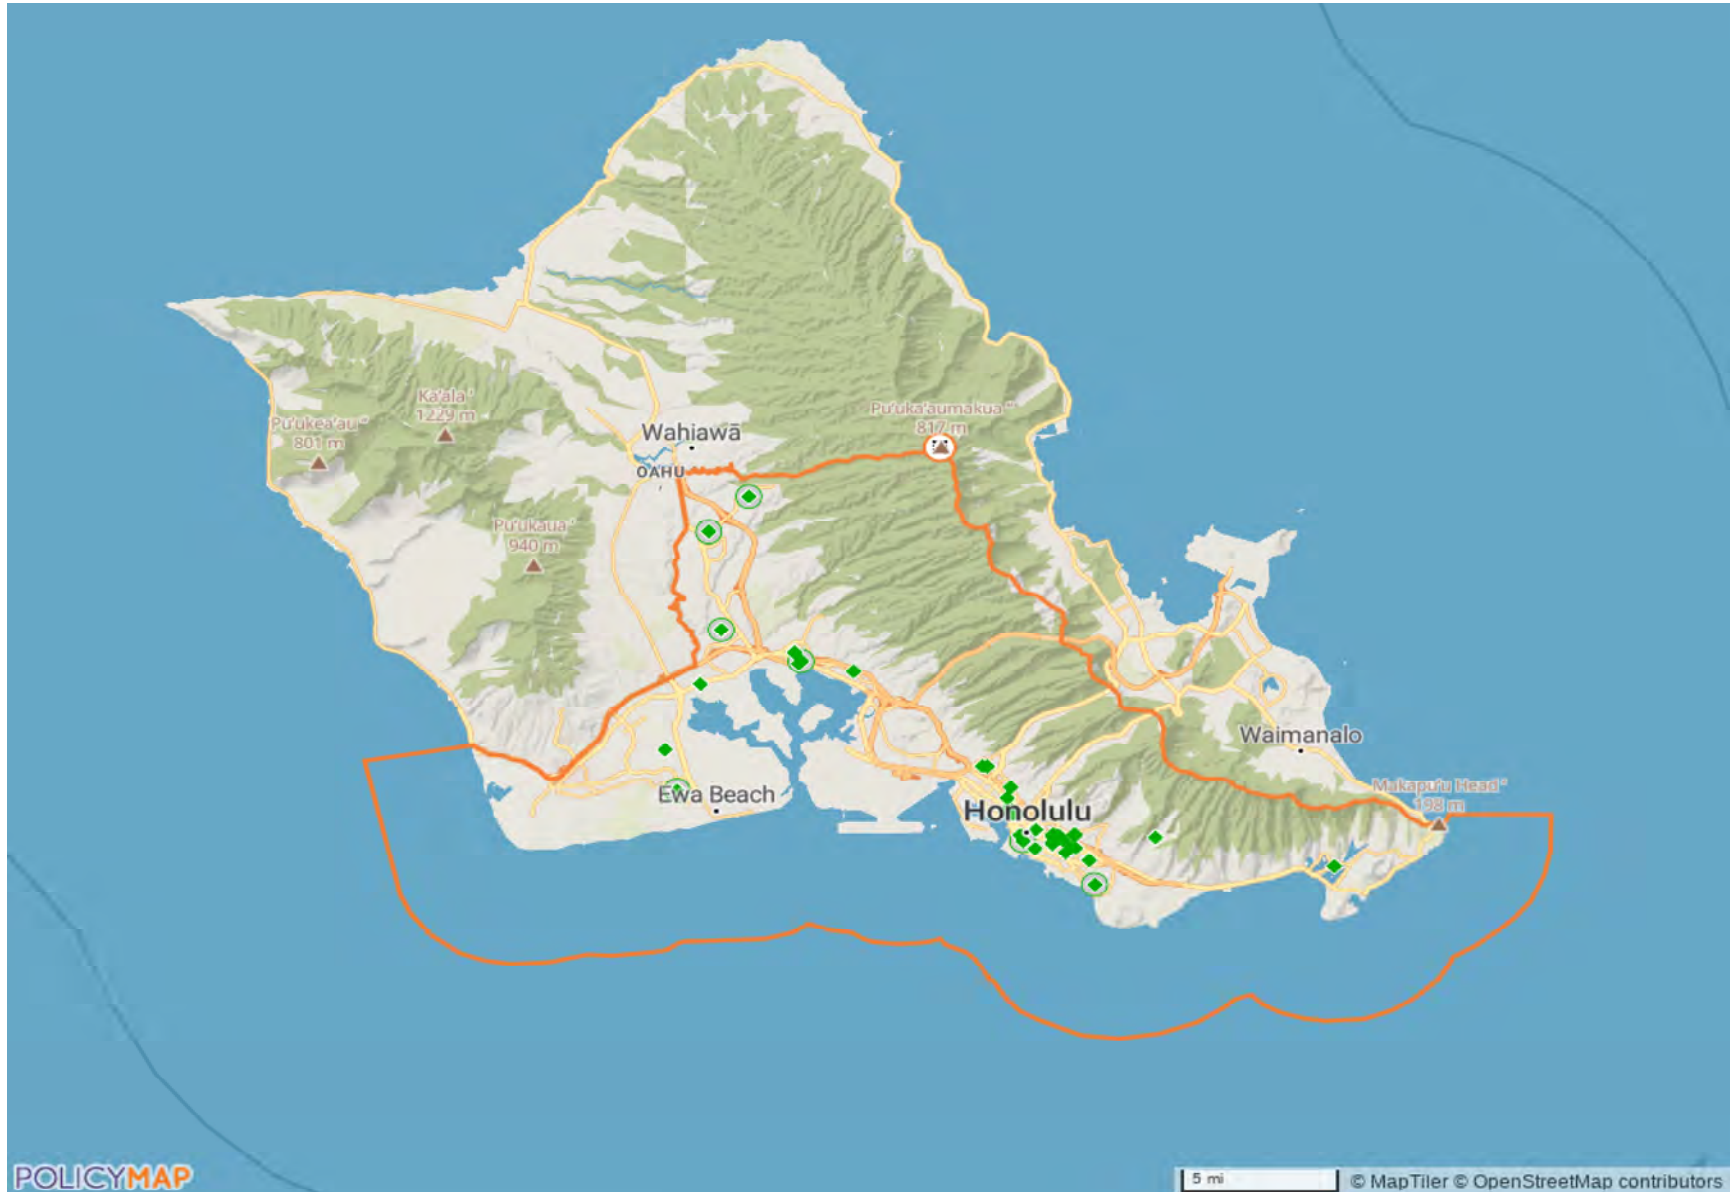 Pu'uka'aumakua
817 m
Ka'ala
1229 m
Pu'ukea'au
801 m
Wahiawā
OAHU
Pu'ukaua
940 m
Waimanalo
Makapu'u Head
198 m
Ewa Beach
Honolulu
POLICYMAP
5 mi
© MapTiler © OpenStreetMap contributors